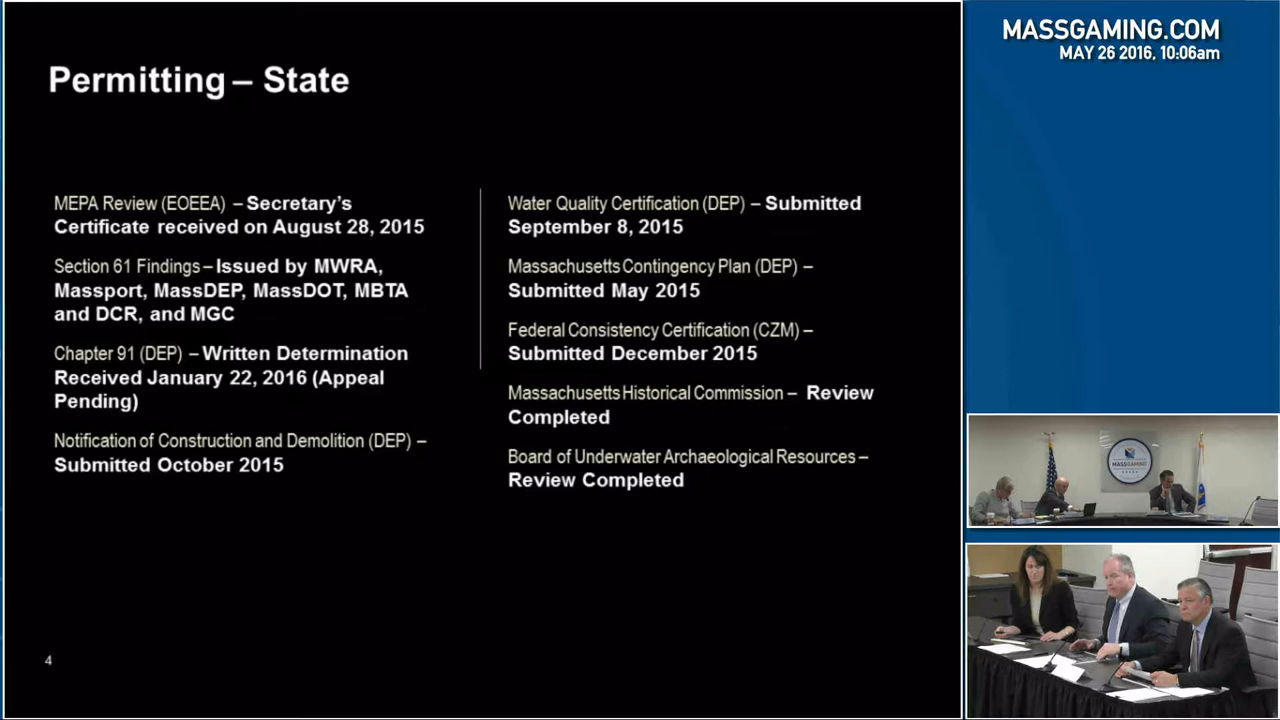 MASSGAMING.COM
MAY 26 2016, 10:06am
Permitting – State
MEPA Review (EOEEA) – Secretary's
Certificate received on August 28, 2015
Section 61 Findings – Issued by MWRA,
Massport, MassDEP, MassDOT, MBTA
and DCR, and MGC
Chapter 91 (DEP) – Written Determination
Received January 22, 2016 (Appeal
Pending)
Notification of Construction and Demolition (DEP) –
Submitted October 2015
Water Quality Certification (DEP) – Submitted
September 8, 2015
Massachusetts Contingency Plan (DEP) –
Submitted May 2015
Federal Consistency Certification (CZM) –
Submitted December 2015
Massachusetts Historical Commission – Review
Completed
Board of Underwater Archaeological Resources –
Review Completed
4
MASSGAMING